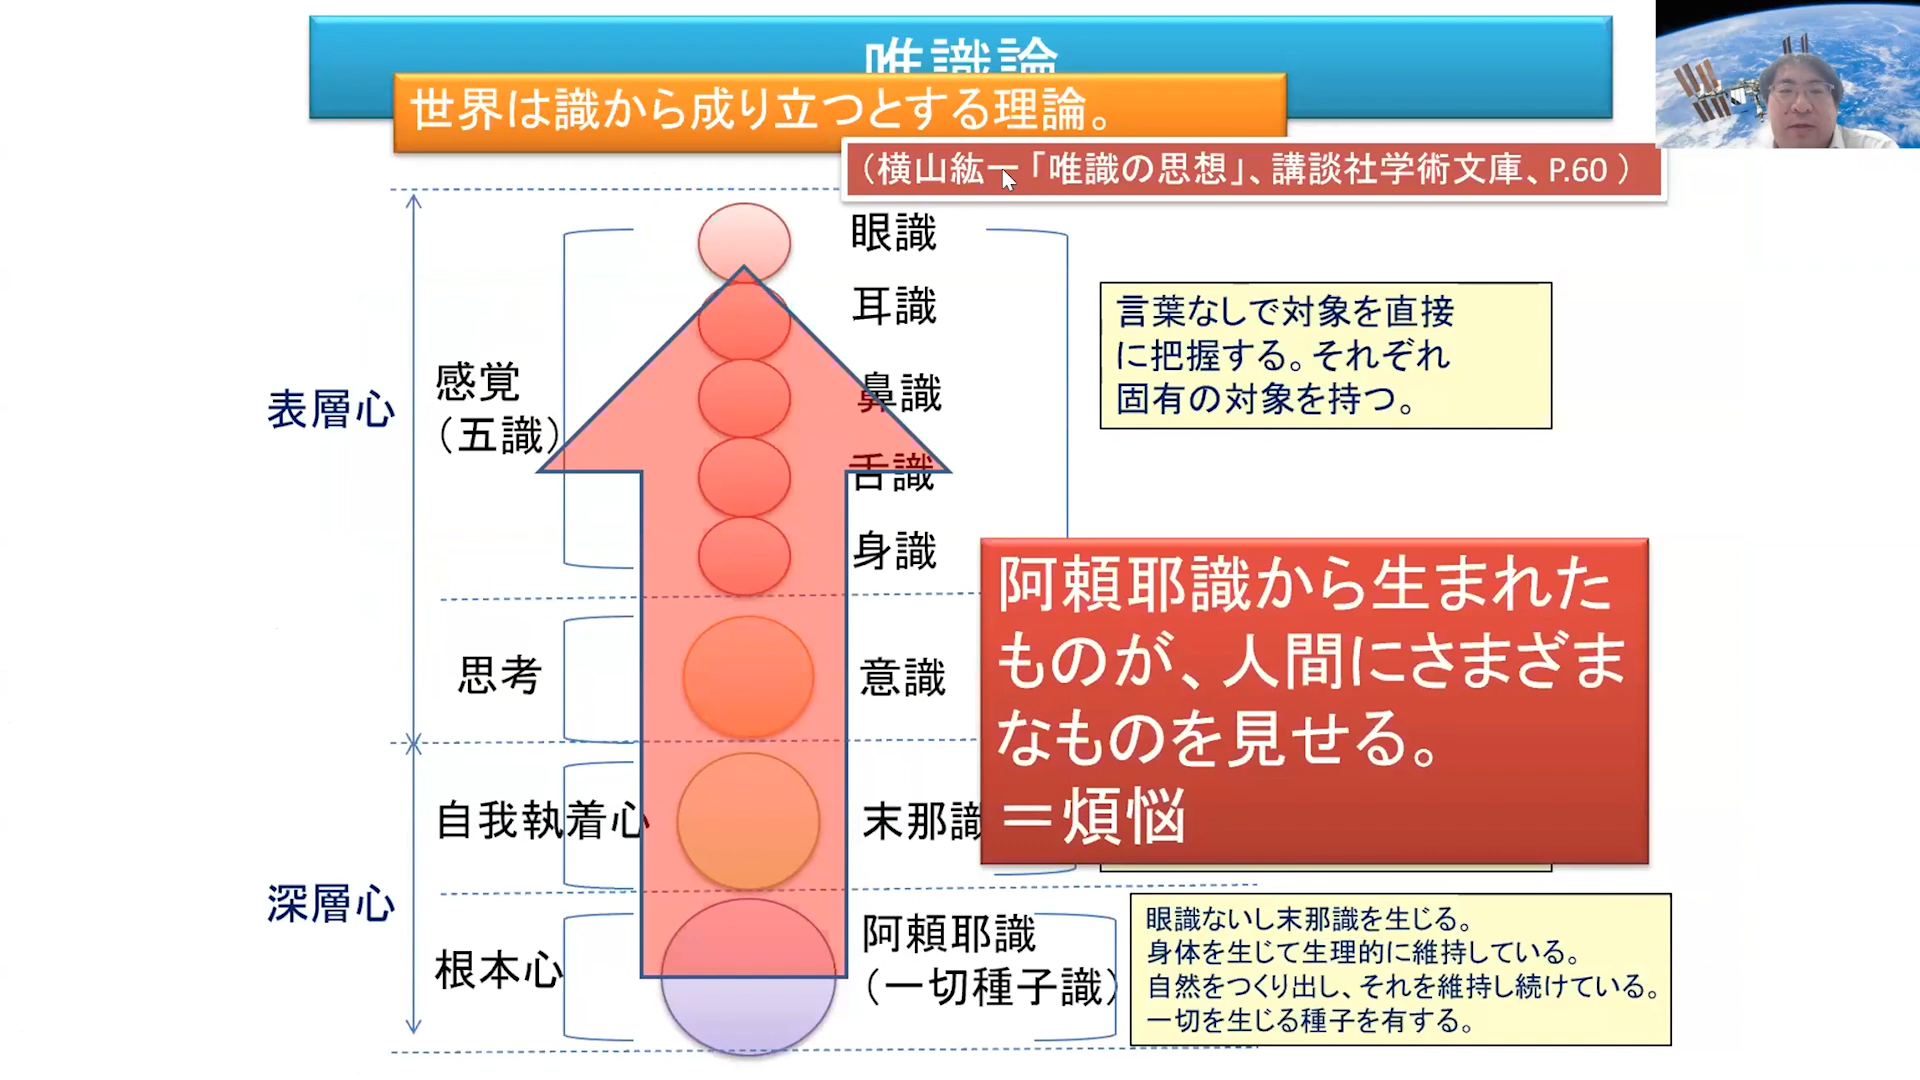 唯識論
世界は識から成り立つとする理論。
（横山紘一「唯識の思想」、講談社学術文庫、P.60 ）
眼識
耳識
鼻識
舌識
身識
感覚
（五識）
表層心
言葉なしで対象を直接
に把握する。それぞれ
固有の対象を持つ。
思考
意識
阿頼耶識から生まれた
ものが、人間にさまざま
なものを見せる。
＝煩悩
自我執着心
末那識
深層心
根本心
阿頼耶識
（一切種子識）
眼識ないし末那識を生じる。
身体を生じて生理的に維持している。
自然をつくり出し、それを維持し続けている。
一切を生じる種子を有する。